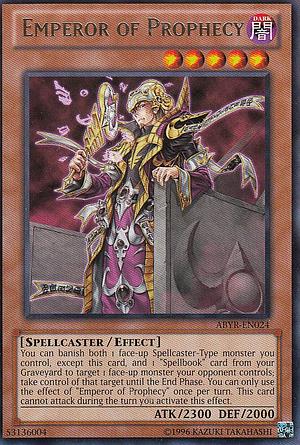 EMPEROR OF PROPHECY
DARK
闇
ABYR-EN024
[SPELLCASTER / EFFECT]
You can banish both 1 face-up Spellcaster-Type monster you
control, except this card, and 1 "Spellbook" card from your
Graveyard to target 1 face-up monster your opponent controls;
take control of that target until the End Phase. You can only use
the effect of "Emperor of Prophecy" once per turn. This card
cannot attack during the turn you activate this effect.
ATK/2300 DEF/2000
53136004
©1996 KAZUKI TAKAHASHI